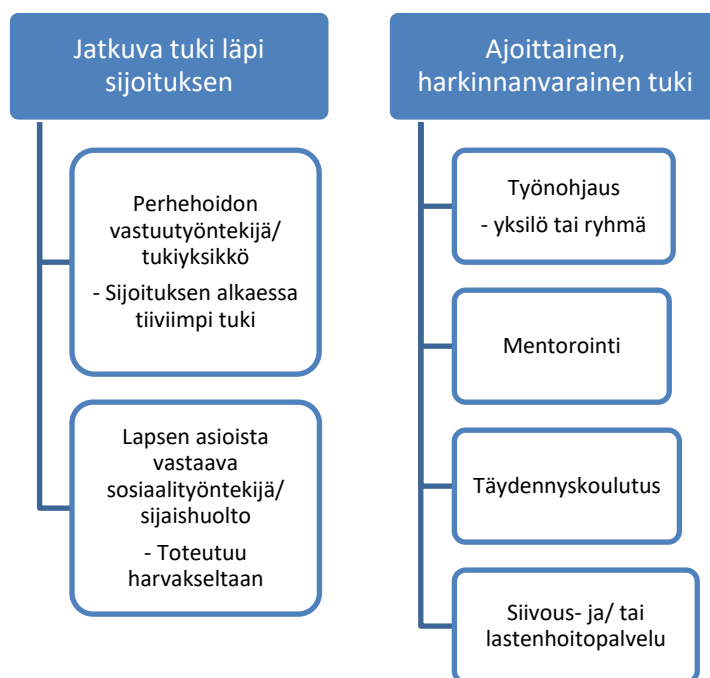 Jatkuva tuki läpi
sijoituksen
Perhehoidon
vastuutyöntekijä/
tukiyksikkö
- Sijoituksen alkaessa
tiiviimpi tuki
Lapsen asioista
vastaava
sosiaalityöntekijä/
sijaishuolto
- Toteutuu
harvakseltaan
Ajoittainen,
harkinnanvarainen tuki
Työnohjaus
- yksilö tai ryhmä
Mentorointi
Täydennyskoulutus
Siivous- ja/ tai
lastenhoitopalvelu